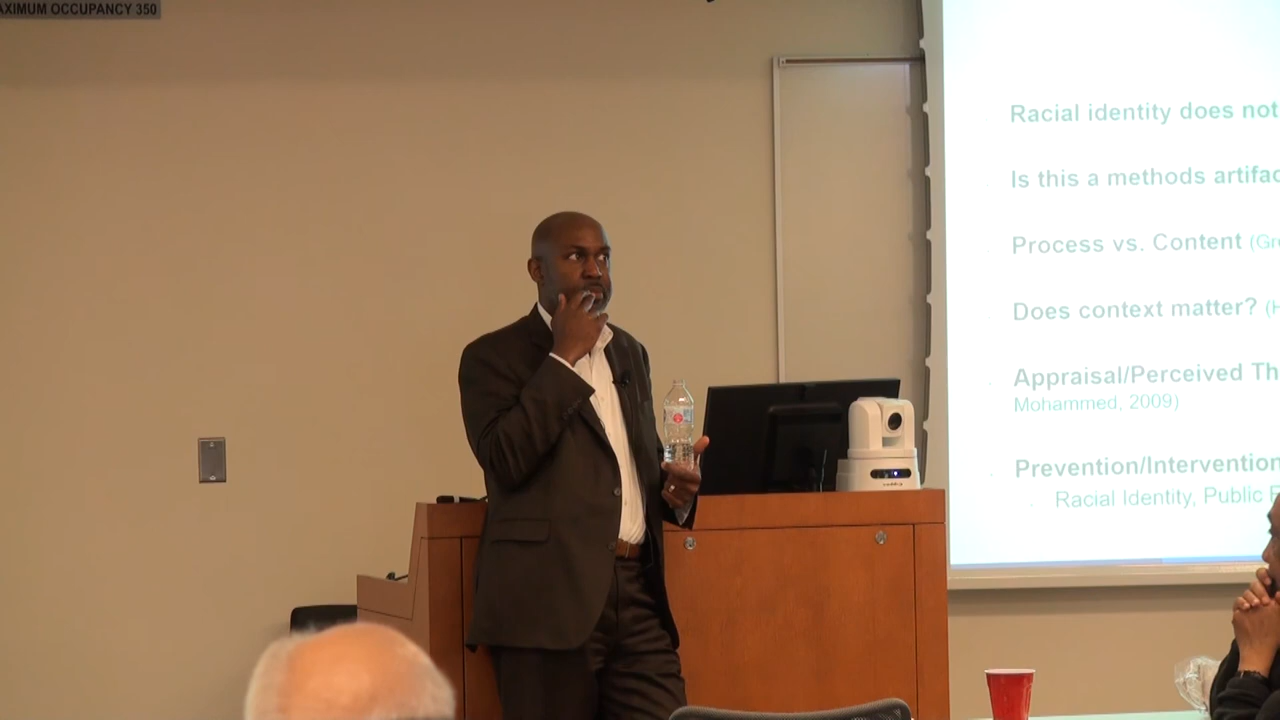 AXIMUM OCCUPANCY 350
Racial identity does not
Is this a methods artifac
Process vs. Content (Gr
Does context matter? (H
Appraisal/Perceived Th
Mohammed, 2009)
Prevention/Intervention
Racial Identity, Public